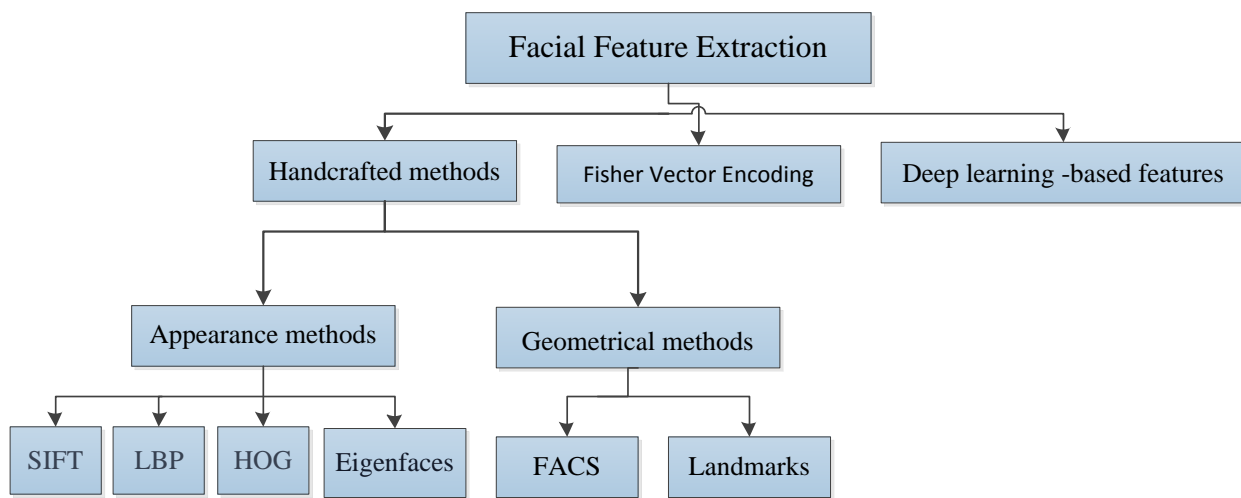 Facial Feature Extraction
Handcrafted methods
Fisher Vector Encoding
Deep learning -based features
Appearance methods
Geometrical methods
SIFT
LBP
HOG
Eigenfaces
FACS
Landmarks